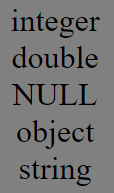 integer
double
NULL
object
string